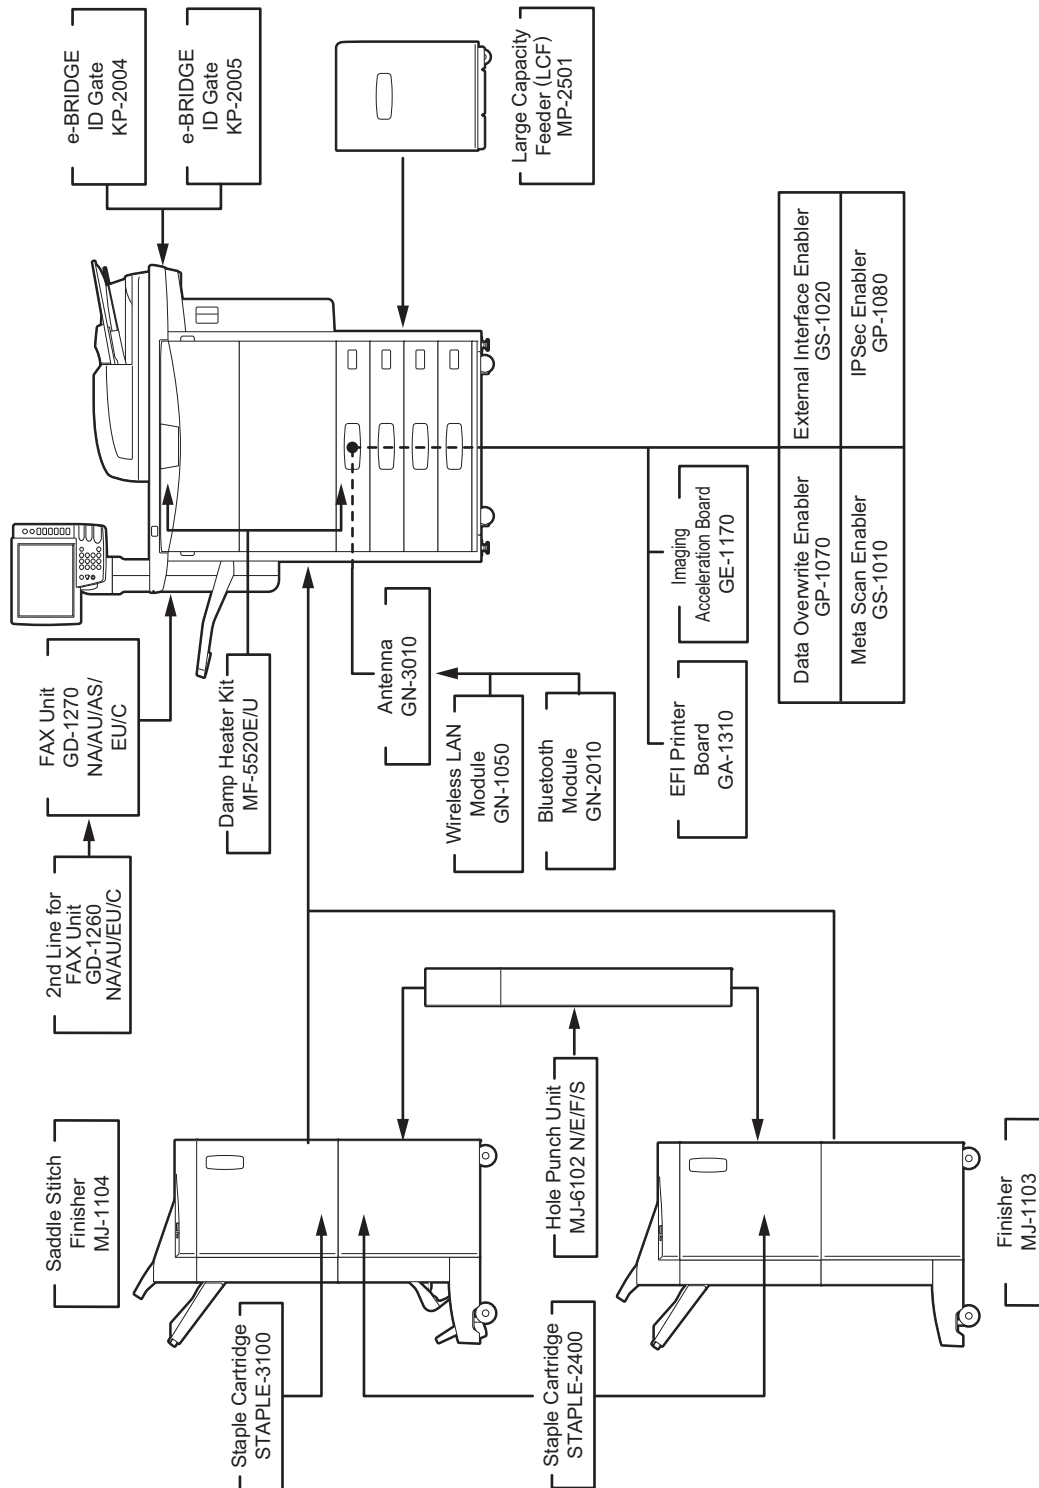 e-BRIDGE
ID Gate
KP-2004
e-BRIDGE
ID Gate
KP-2005
Large Capacity
Feeder (LCF)
MP-2501
FAX Unit
GD-1270
NA/AU/AS/
EU/C
2nd Line for
FAX Unit
GD-1260
NA/AU/EU/C
Damp Heater Kit
MF-5520E/U
Antenna
GN-3010
Wireless LAN
Module
GN-1050
Bluetooth
Module
GN-2010
EFI Printer
Board
GA-1310
Imaging
Acceleration Board
GE-1170
Data Overwrite Enabler
GP-1070
External Interface Enabler
GS-1020
Meta Scan Enabler
GS-1010
IPSec Enabler
GP-1080
Saddle Stitch
Finisher
MJ-1104
Hole Punch Unit
MJ-6102 N/E/F/S
Finisher
MJ-1103
Staple Cartridge
STAPLE-3100
Staple Cartridge
STAPLE-2400